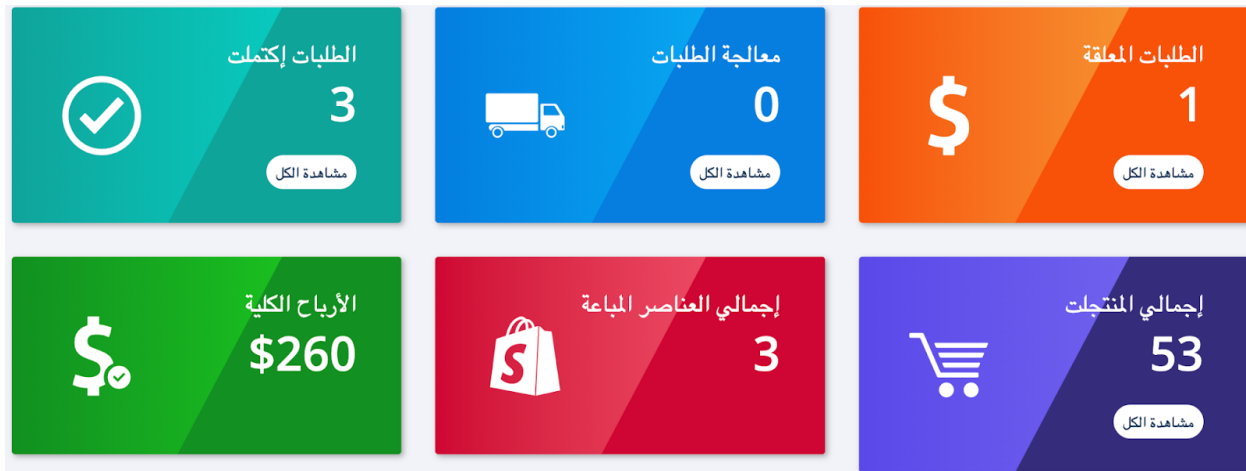 الطلبات المعلقة
1
مشاهدة الكل
معالجة الطلبات
0
مشاهدة الكل
الطلبات إكتملت
3
مشاهدة الكل
إجمالي المنتجلت
53
مشاهدة الكل
إجمالي العناصر المباعة
3
الأرباح الكلية
$260